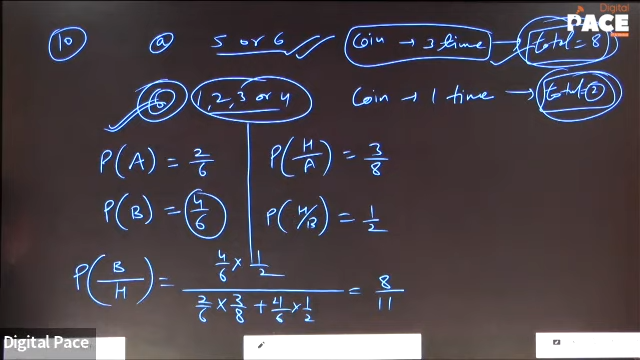 Digital
PACE
10 a 5 or 6 Coin → 3 time → total = 8
b 1, 2, 3 or 4 Coin → 1 time → total = 2
P(A) = 2/6 P(H/A) = 3/8
P(B) = 4/6 P(H/B) = 1/2
P(B/H) = 4/6 × 1/2 / 2/6 × 3/8 + 4/6 × 1/2 = 8/11
Digital Pace